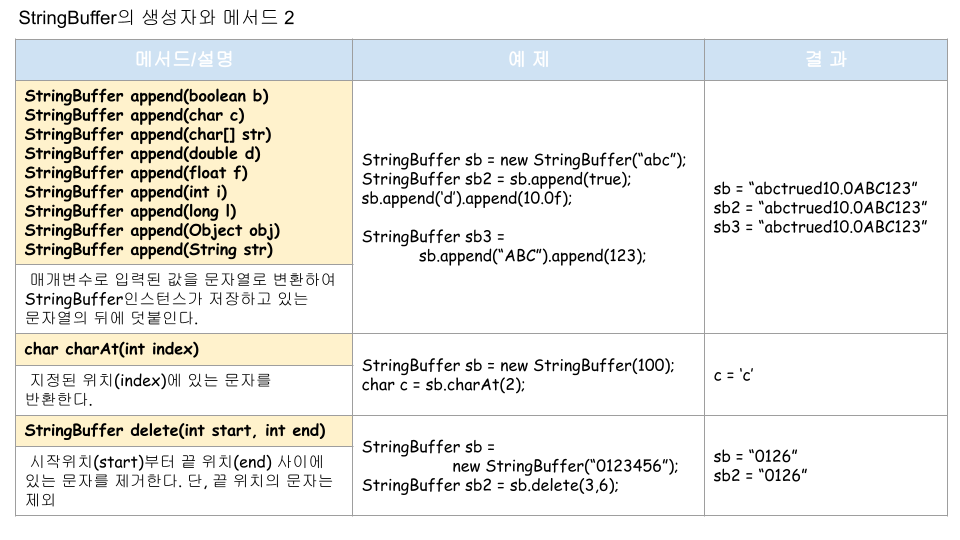 StringBuffer의 생성자와 메서드 2
메서드/설명
예 제
결 과
StringBuffer append(boolean b)
StringBuffer append(char c)
StringBuffer append(char[] str)
StringBuffer append(double d)
StringBuffer append(float f)
StringBuffer append(int i)
StringBuffer append(long l)
StringBuffer append(Object obj)
StringBuffer append(String str)
매개변수로 입력된 값을 문자열로 변환하여
StringBuffer인스턴스가 저장하고 있는
문자열의 뒤에 덧붙인다.
StringBuffer sb = new StringBuffer(“abc”);
StringBuffer sb2 = sb.append(true);
sb.append(‘d’).append(10.0f);
StringBuffer sb3 =
sb.append(“ABC”).append(123);
sb = “abctrued10.0ABC123”
sb2 = “abctrued10.0ABC123”
sb3 = “abctrued10.0ABC123”
char charAt(int index)
지정된 위치(index)에 있는 문자를
반환한다.
StringBuffer sb = new StringBuffer(100);
char c = sb.charAt(2);
c = ‘c’
StringBuffer delete(int start, int end)
시작위치(start)부터 끝 위치(end) 사이에
있는 문자를 제거한다. 단, 끝 위치의 문자는
제외
StringBuffer sb =
new StringBuffer(“0123456”);
StringBuffer sb2 = sb.delete(3,6);
sb = “0126”
sb2 = “0126”